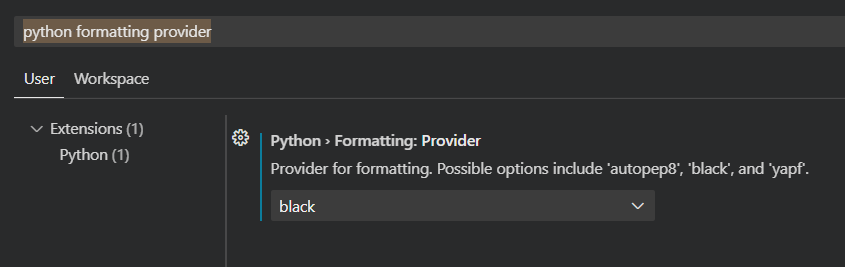 python formatting provider
User Workspace
Extensions (1)
Python (1)
Python › Formatting: Provider
Provider for formatting. Possible options include 'autopep8', 'black', and 'yapf'.
black